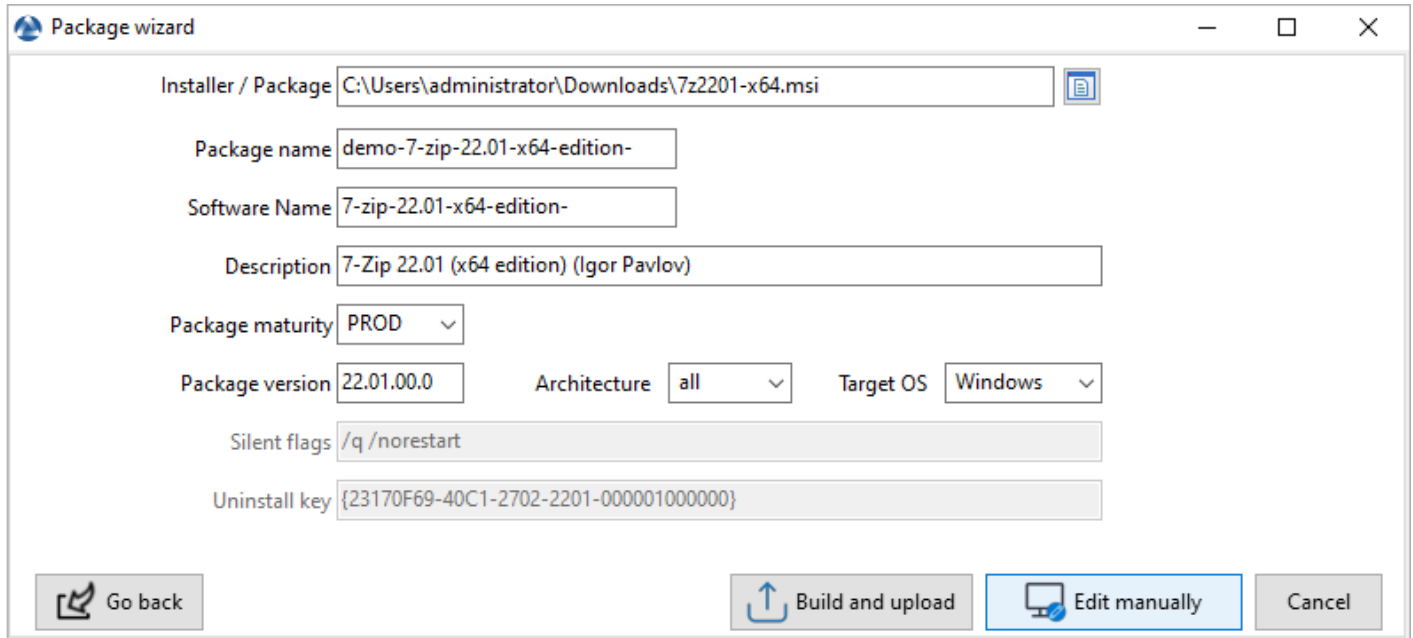 Package wizard
Installer / Package C:\Users\administrator\Downloads\7z2201-x64.msi
Package name demo-7-zip-22.01-x64-edition-
Software Name 7-zip-22.01-x64-edition-
Description 7-Zip 22.01 (x64 edition) (Igor Pavlov)
Package maturity PROD
Package version 22.01.00.0 Architecture all Target OS Windows
Silent flags /q /norestart
Uninstall key {23170F69-40C1-2702-2201-000001000000}
Go back Build and upload Edit manually Cancel